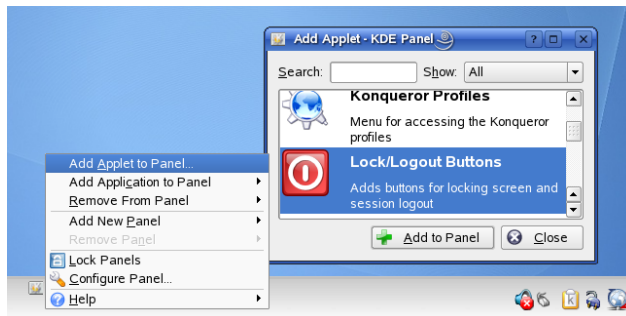 Add Applet - KDE Panel
Search:
Show: All
Konqueror Profiles
Menu for accessing the Konqueror
profiles
Lock/Logout Buttons
Adds buttons for locking screen and
session logout
Add to Panel
Close
Add Applet to Panel...
Add Application to Panel
Remove From Panel
Add New Panel
Remove Panel
Lock Panels
Configure Panel...
Help